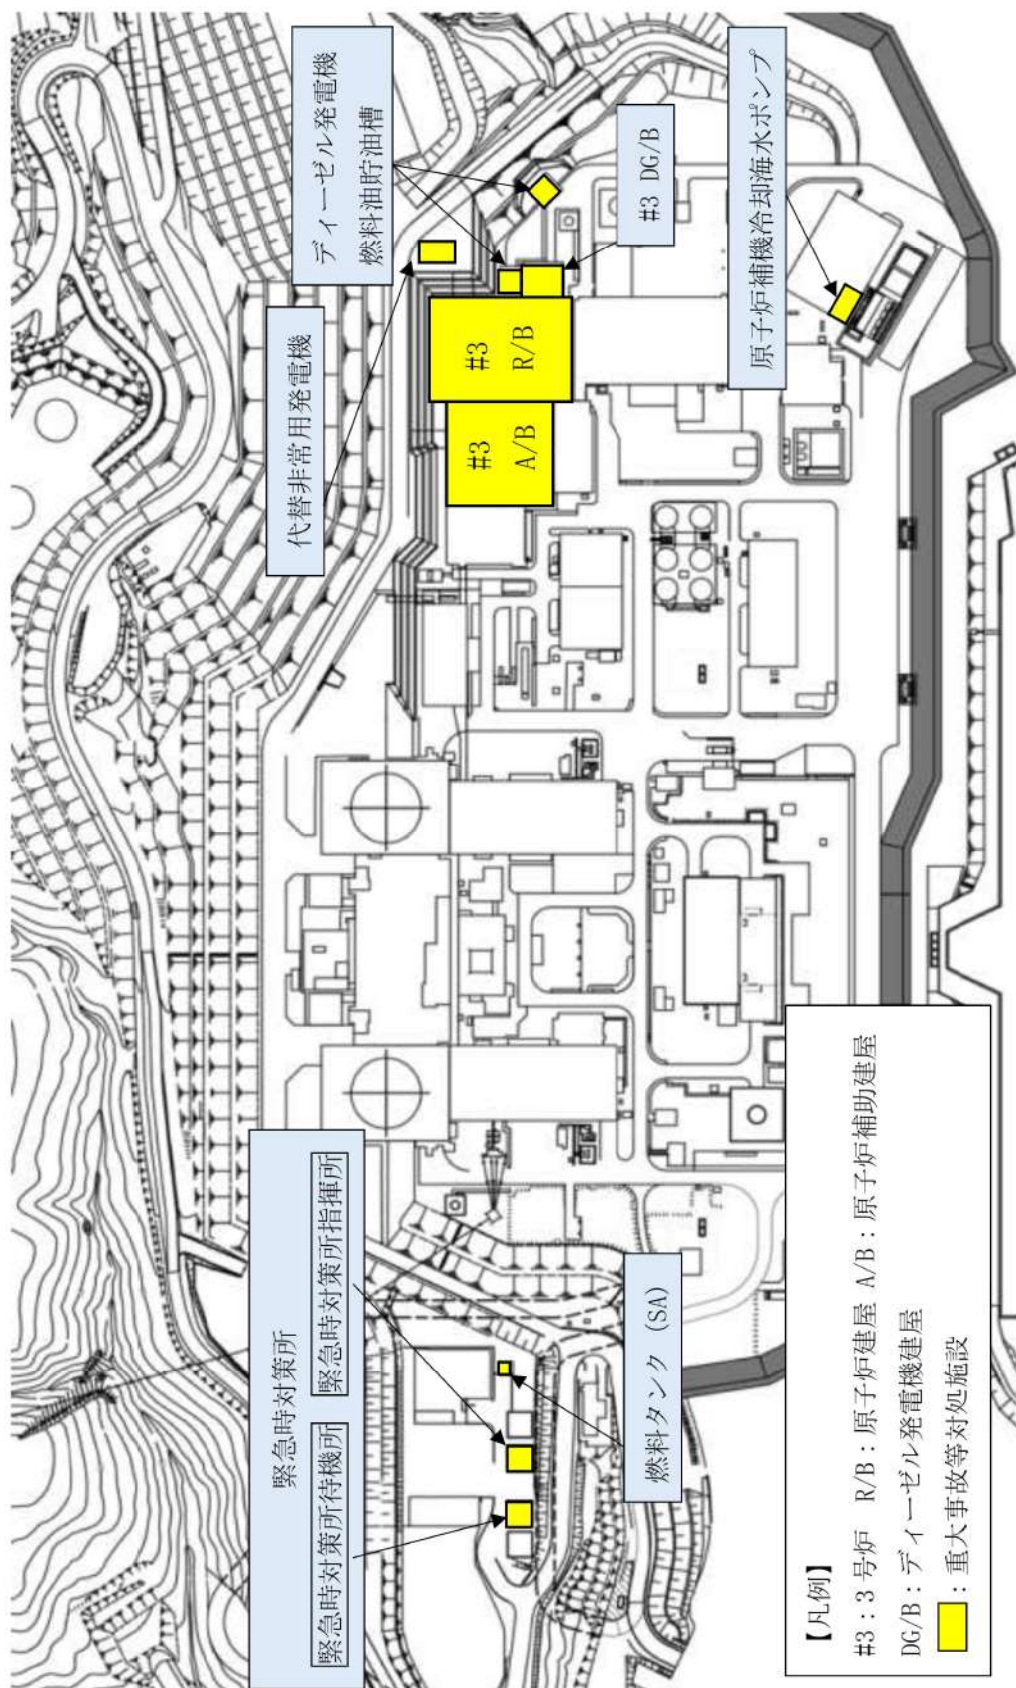 緊急時対策所
緊急時対策所待機所
緊急時対策所指揮所
燃料タンク (SA)
代替非常用発電機
ディーゼル発電機
燃料油貯油槽
#3
A/B
#3
R/B
#3 DG/B
原子炉補機冷却海水ポンプ
【凡例】
#3：3号炉 R/B：原子炉建屋 A/B：原子炉補助建屋
DG/B：ディーゼル発電機建屋
：重大事故等対処施設